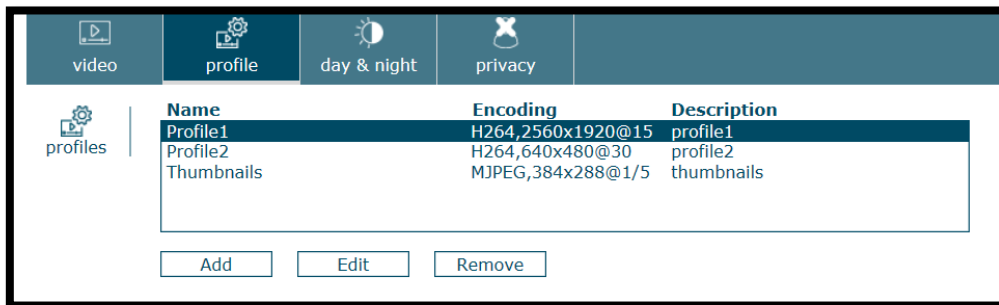 video profile day & night privacy
profiles
Name Encoding Description
Profile1 H264,2560x1920@15 profile1
Profile2 H264,640x480@30 profile2
Thumbnails MJPEG,384x288@1/5 thumbnails
Add Edit Remove